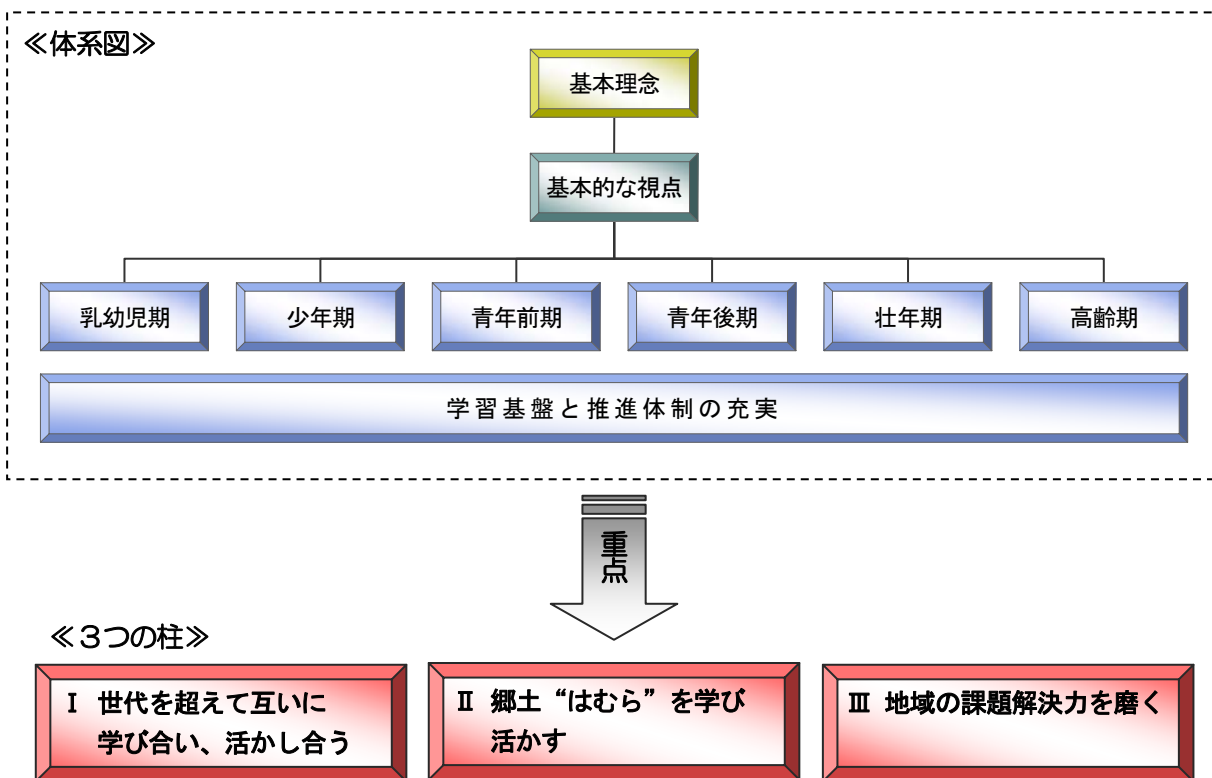 ≪体系図≫
基本理念
基本的な視点
乳幼児期
少年期
青年前期
青年後期
壮年期
高齢期
学習基盤と推進体制の充実
重点
≪３つの柱≫
Ⅰ 世代を超えて互いに
学び合い、活かし合う
Ⅱ 郷土“はむら”を学び
活かす
Ⅲ 地域の課題解決力を磨く